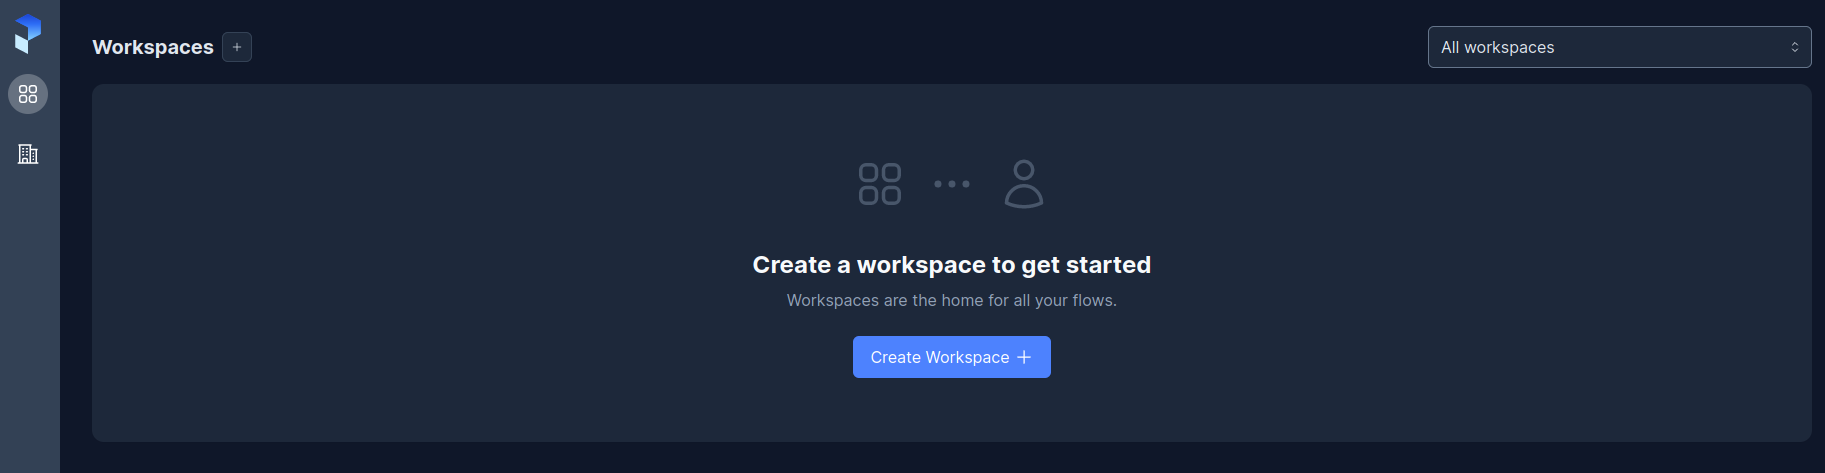 Workspaces
All workspaces
Create a workspace to get started
Workspaces are the home for all your flows.
Create Workspace